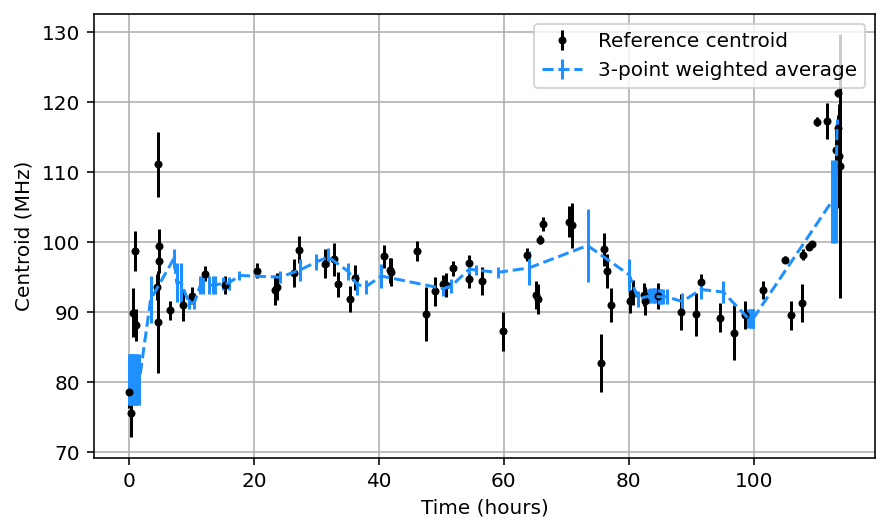 130
120
110
100
90
80
70
Centroid (MHz)
Reference centroid
3-point weighted average
0 20 40 60 80 100
Time (hours)